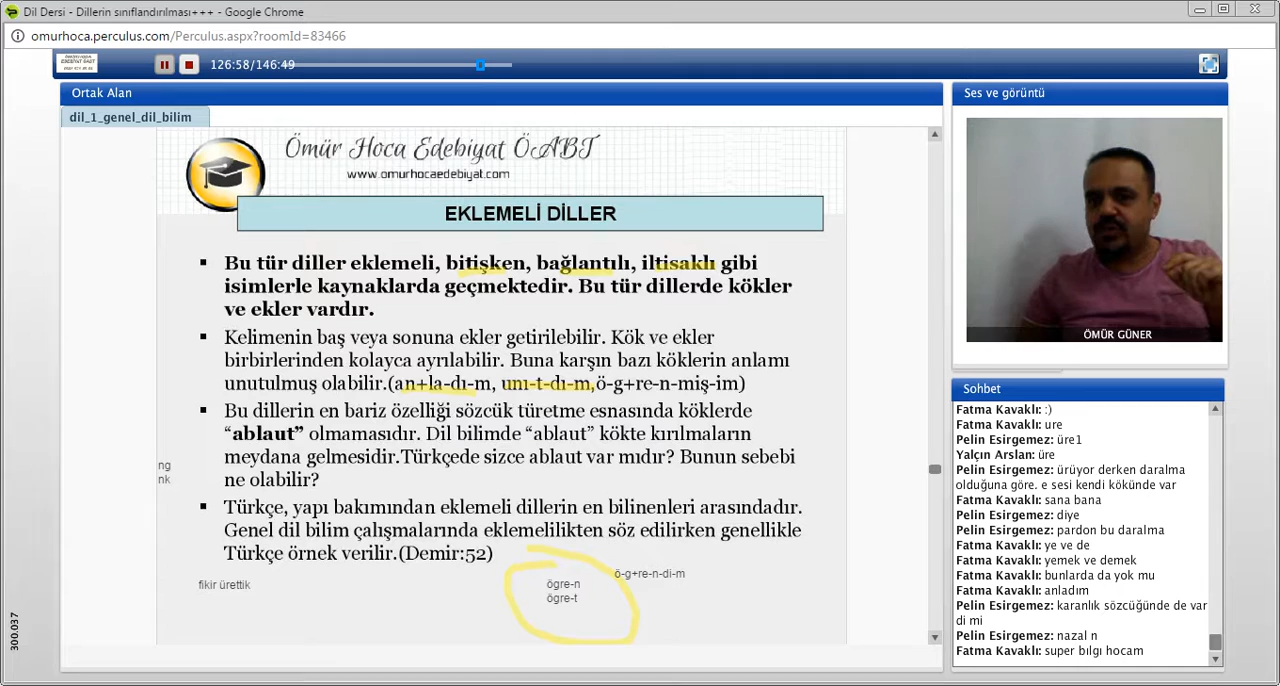 Dil Dersi - Dillerin sınıflandırılması+++ - Google Chrome
omurhoca.perculus.com/Perculus.aspx?roomId=83466
126:58/146:49
Ortak Alan
dil_1_genel_dil_bilim
Ömür Hoca Edebiyat ÖABT
www.omurhocaedebiyat.com
EKLEMELİ DİLLER
▪ Bu tür diller eklemeli, bitişken, bağlantılı, iltisaklı gibi
isimlerle kaynaklarda geçmektedir. Bu tür dillerde kökler
ve ekler vardır.
▪ Kelimenin baş veya sonuna ekler getirilebilir. Kök ve ekler
birbirlerinden kolayca ayrılabilir. Buna karşın bazı köklerin anlamı
unutulmuş olabilir.(an+la-dı-m, unı-t-dı-m,ö-g+re-n-miş-im)
▪ Bu dillerin en bariz özelliği sözcük türetme esnasında köklerde
“ablaut” olmamasıdır. Dil bilimde “ablaut” kökte kırılmaların
meydana gelmesidir.Türkçede sizce ablaut var mıdır? Bunun sebebi
ne olabilir?
ng
nk
▪ Türkçe, yapı bakımından eklemeli dillerin en bilinenleri arasındadır.
Genel dil bilim çalışmalarında eklemelilikten söz edilirken genellikle
Türkçe örnek verilir.(Demir:52)
ö-g+re-n-di-m
fikir ürettik
ögre-n
ögre-t
300.037
Ses ve görüntü
ÖMÜR GÜNER
Sohbet
Fatma Kavaklı: :)
Fatma Kavaklı: ure
Pelin Esirgemez: üre1
Yalçın Arslan: üre
Pelin Esirgemez: ürüyor derken daralma
olduğuna göre. e sesi kendi kökünde var
Fatma Kavaklı: sana bana
Pelin Esirgemez: diye
Pelin Esirgemez: pardon bu daralma
Fatma Kavaklı: ye ve de
Fatma Kavaklı: yemek ve demek
Fatma Kavaklı: bunlarda da yok mu
Fatma Kavaklı: anladım
Pelin Esirgemez: karanlık sözcüğünde de var
di mi
Pelin Esirgemez: nazal n
Fatma Kavaklı: super bılgı hocam